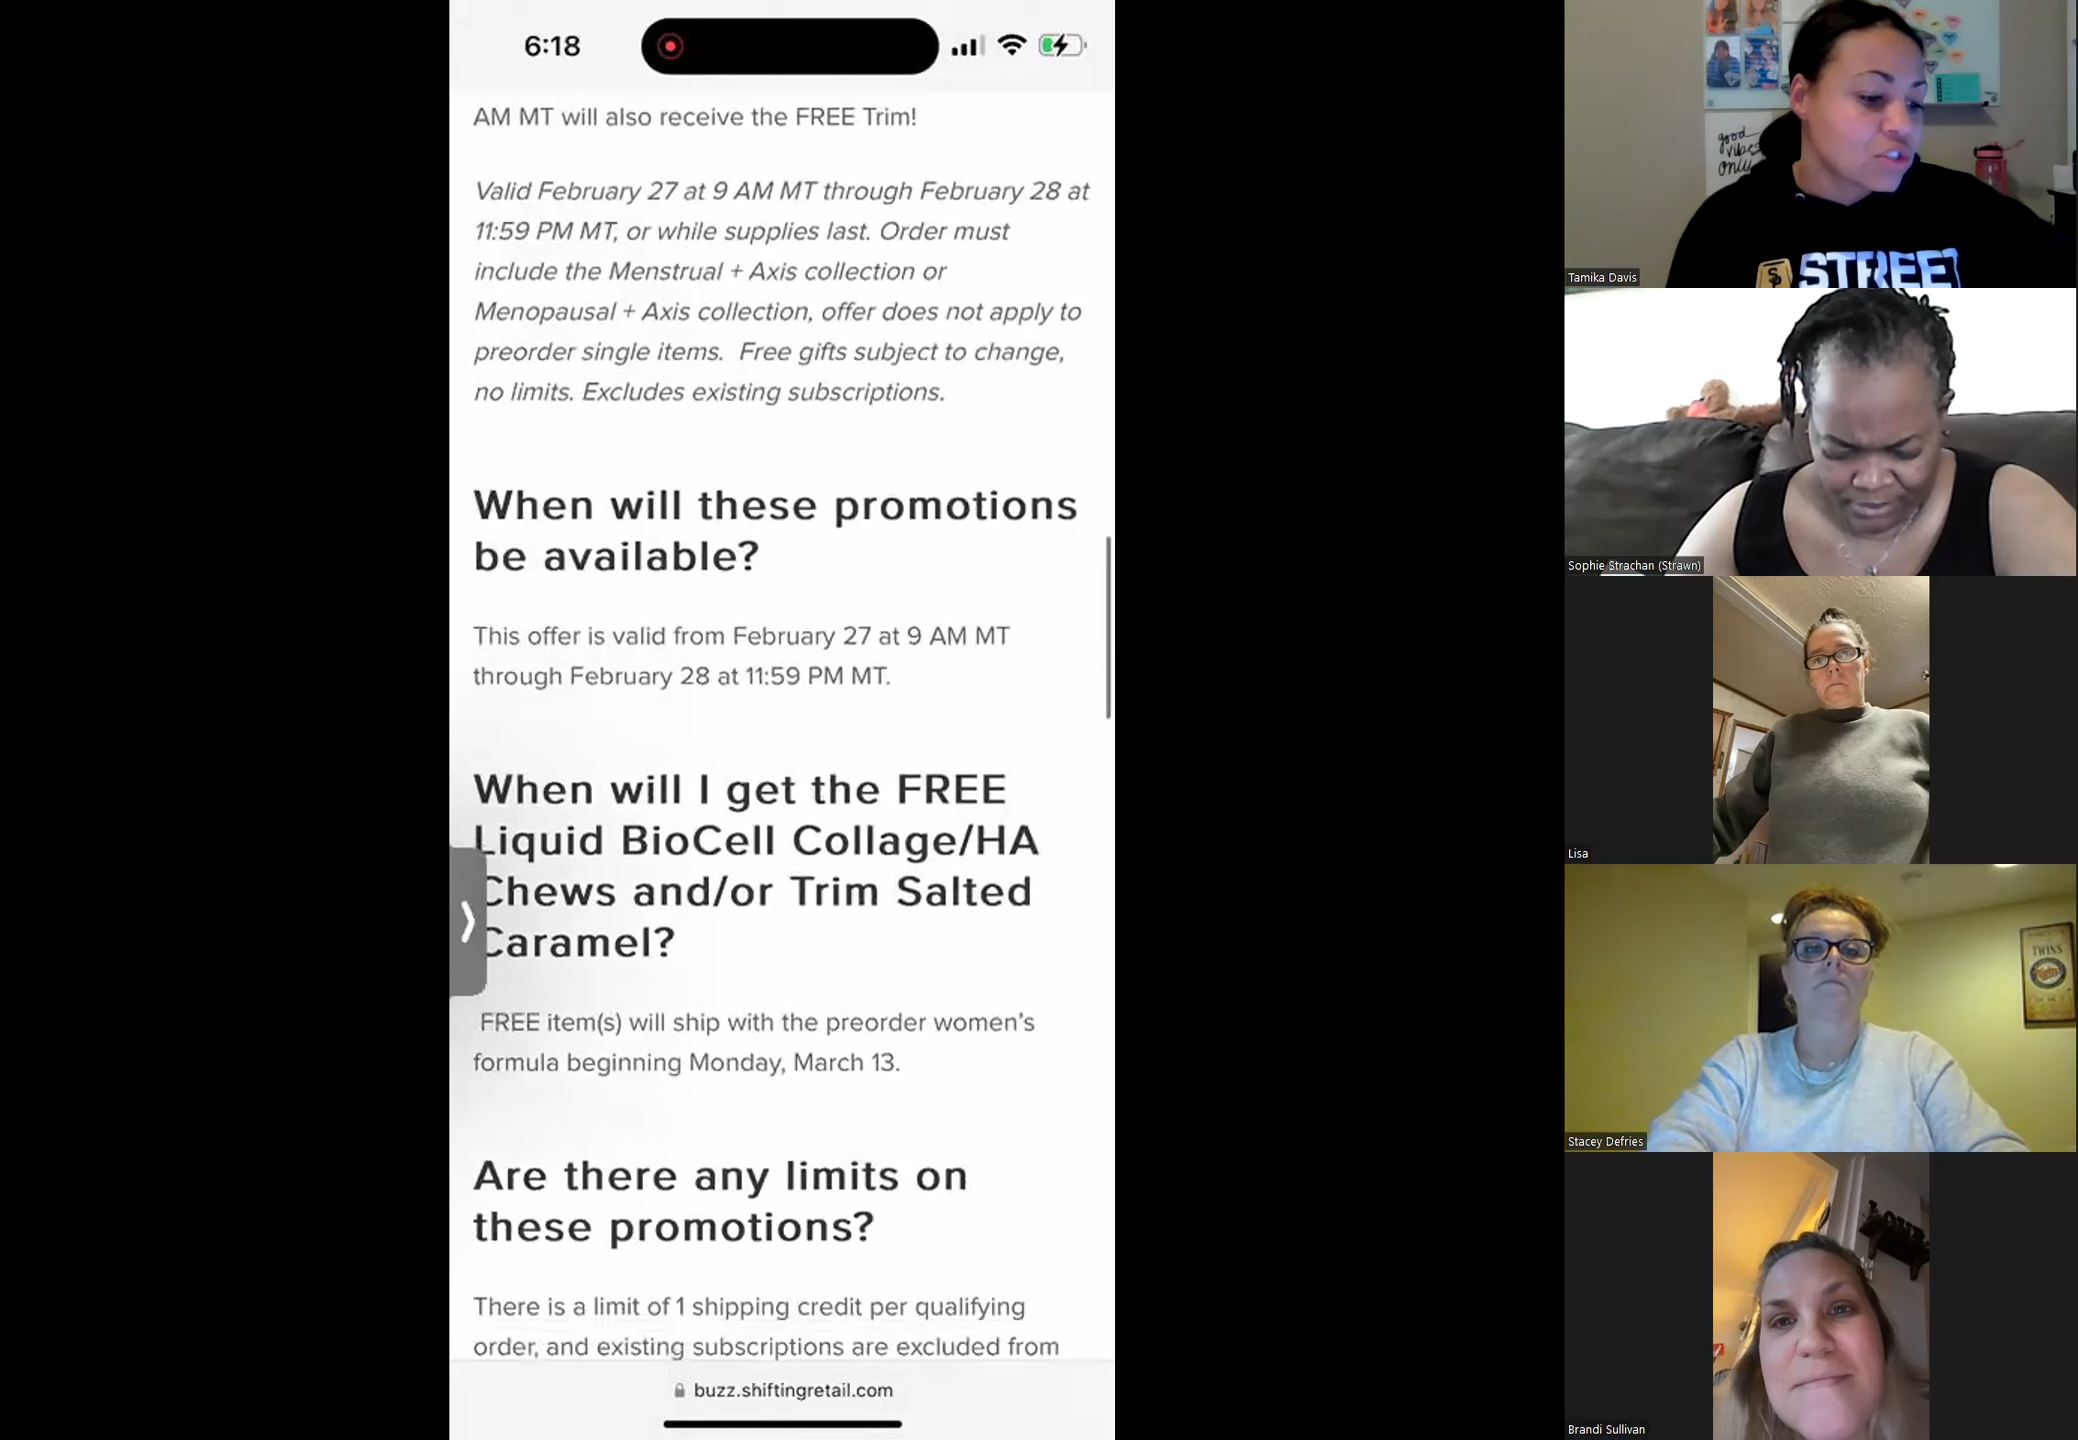 6:18
AM MT will also receive the FREE Trim!
Valid February 27 at 9 AM MT through February 28 at
11:59 PM MT, or while supplies last. Order must
include the Menstrual + Axis collection or
Menopausal + Axis collection, offer does not apply to
preorder single items.  Free gifts subject to change,
no limits. Excludes existing subscriptions.
When will these promotions
be available?
This offer is valid from February 27 at 9 AM MT
through February 28 at 11:59 PM MT.
When will I get the FREE
Liquid BioCell Collage/HA
Chews and/or Trim Salted
Caramel?
FREE item(s) will ship with the preorder women's
formula beginning Monday, March 13.
Are there any limits on
these promotions?
There is a limit of 1 shipping credit per qualifying
order, and existing subscriptions are excluded from
buzz.shiftingretail.com
good
vibes
only
STREET
Tamika Davis
Sophie Strachan (Strawn)
Lisa
TWINS
Stacey Defries
Brandi Sullivan